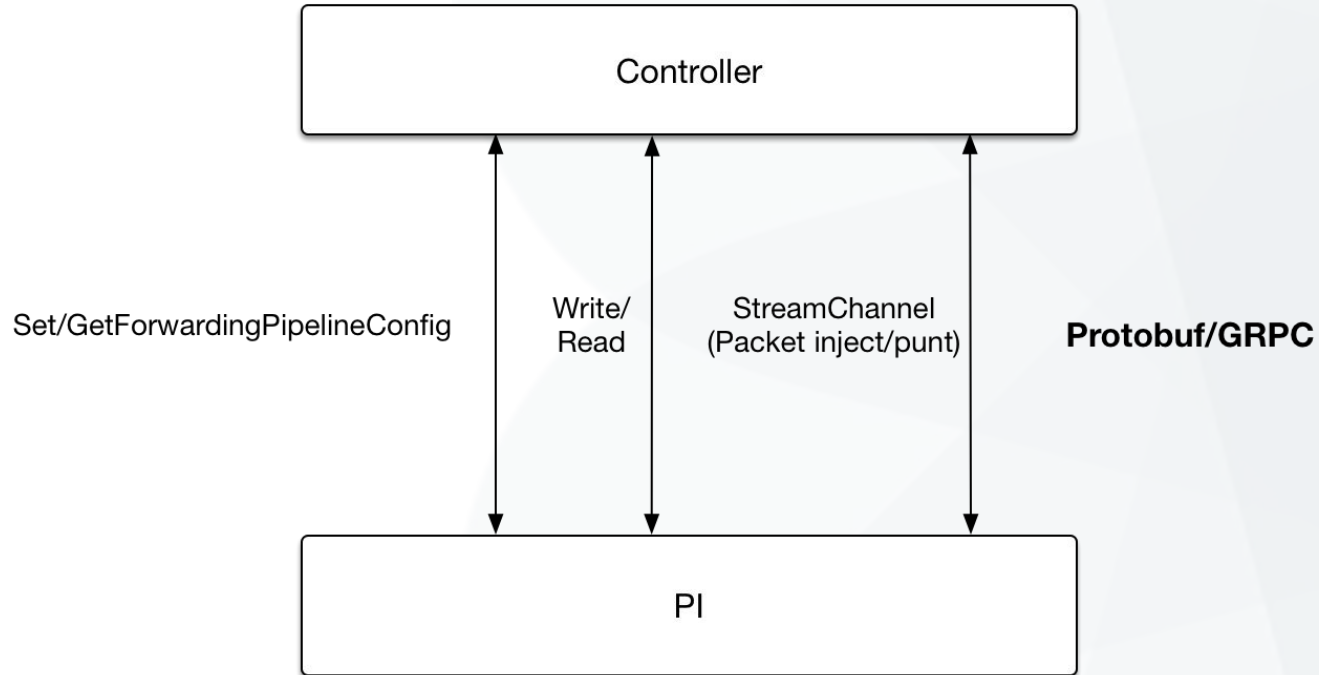 Controller
Set/GetForwardingPipelineConfig
Write/
Read
StreamChannel
(Packet inject/punt)
Protobuf/GRPC
PI